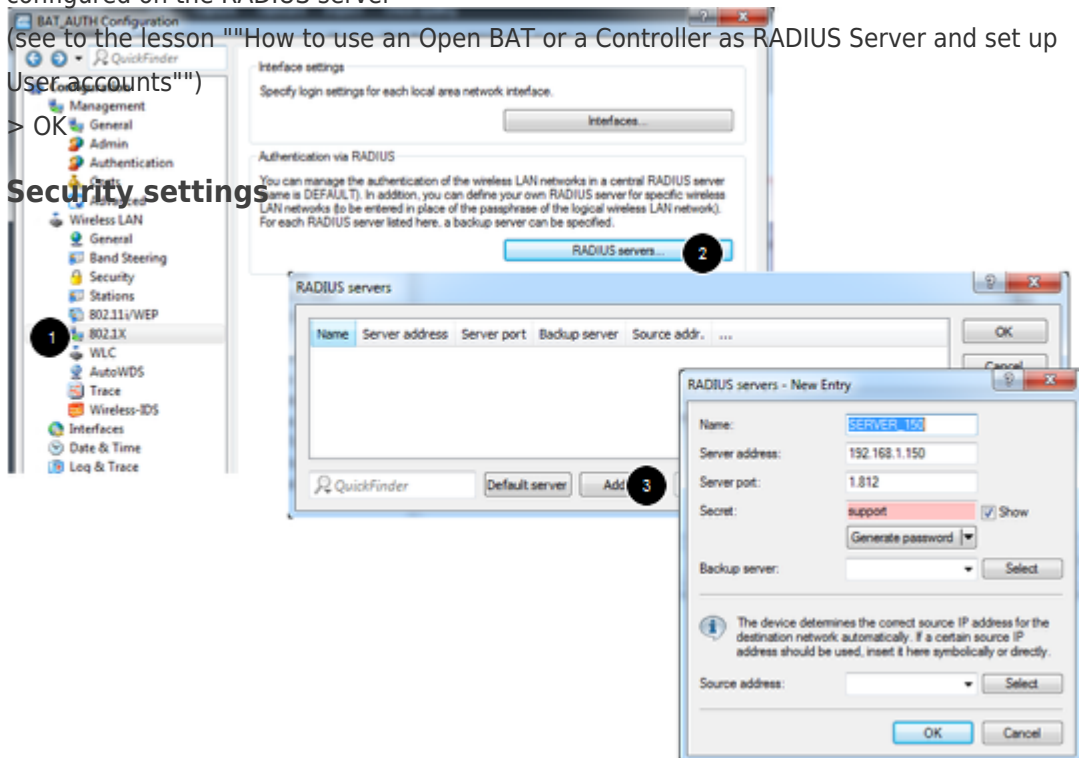 configured on the RADIUS server
BAT_AUTH Configuration
(see to the lesson ""How to use an Open BAT or a Controller as RADIUS Server and set up
User accounts"")
> OK
Security settings
QuickFinder
Management
General
Admin
Authentication
Wireless LAN
General
Band Steering
Security
Stations
802.11i/WEP
1
802.1X
WLC
AutoWDS
Trace
Wireless-IDS
Interfaces
Date & Time
Log & Trace
Interface settings
Specify login settings for each local area network interface.
Interfaces...
Authentication via RADIUS
You can manage the authentication of the wireless LAN networks in a central RADIUS server
name is DEFAULT). In addition, you can define your own RADIUS server for specific wireless
LAN networks (to be entered in place of the passphrase of the logical wireless LAN network).
For each RADIUS server listed here, a backup server can be specified.
RADIUS servers...
2
RADIUS servers
Name Server address Server port Backup server Source addr. ...
OK
Cancel
QuickFinder
Default server
Add
3
RADIUS servers - New Entry
Name: SERVER_150
Server address: 192.168.1.150
Server port: 1.812
Secret: support Show
Generate password
Backup server: Select
The device determines the correct source IP address for the
destination network automatically. If a certain source IP
address should be used, insert it here symbolically or directly.
Source address: Select
OK Cancel